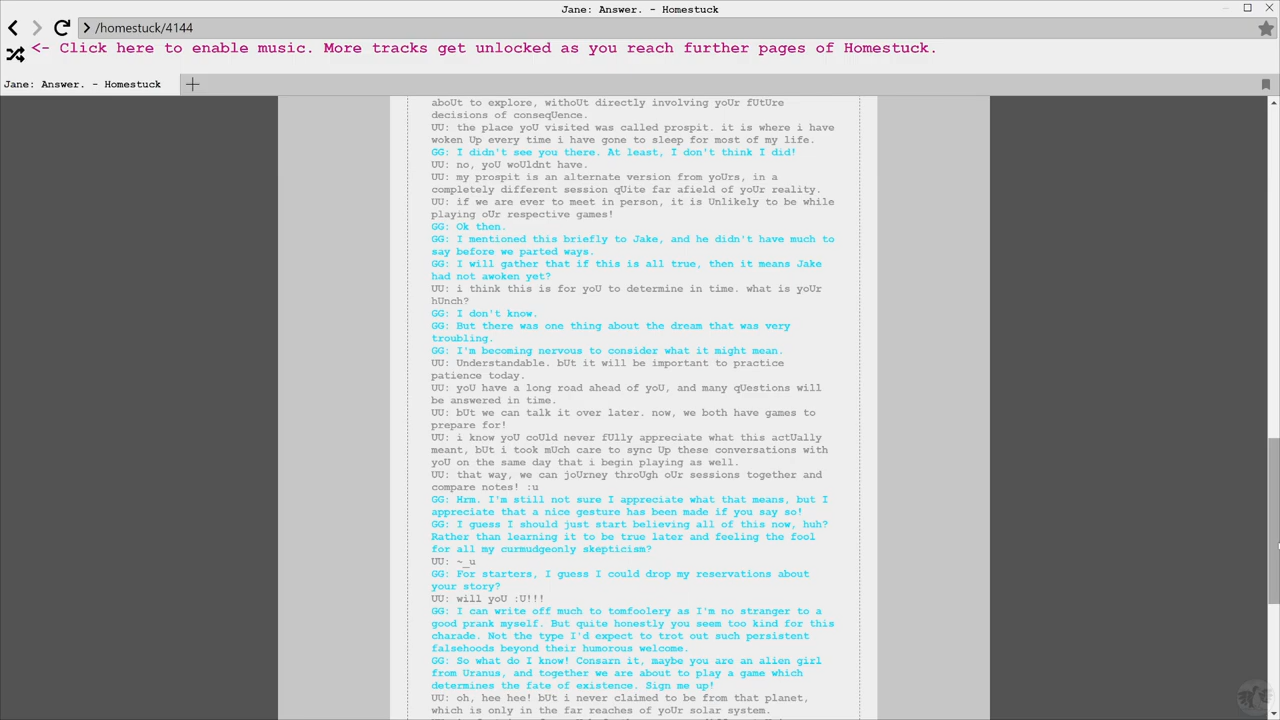 Jane: Answer. - Homestuck
/homestuck/4144
<- Click here to enable music. More tracks get unlocked as you reach further pages of Homestuck.
Jane: Answer. - Homestuck
aboUt to explore, withoUt directly involving yoUr fUtUre
decisions of conseqUence.
UU: the place yoU visited was called prospit. it is where i have
woken Up every time i have gone to sleep for most of my life.
GG: I didn't see you there. At least, I don't think I did!
UU: no, yoU woUldnt have.
UU: my prospit is an alternate version from yoUrs, in a
completely different session qUite far afield of yoUr reality.
UU: if we are ever to meet in person, it is Unlikely to be while
playing oUr respective games!
GG: Ok then.
GG: I mentioned this briefly to Jake, and he didn't have much to
say before we parted ways.
GG: I will gather that if this is all true, then it means Jake
had not awoken yet?
UU: i think this is for yoU to determine in time. what is yoUr
hUnch?
GG: I don't know.
GG: But there was one thing about the dream that was very
troubling.
GG: I'm becoming nervous to consider what it might mean.
UU: Understandable. bUt it will be important to practice
patience today.
UU: yoU have a long road ahead of yoU, and many qUestions will
be answered in time.
UU: bUt we can talk it over later. now, we both have games to
prepare for!
UU: i know yoU coUld never fUlly appreciate what this actUally
meant, bUt i took mUch care to sync Up these conversations with
yoU on the same day that i begin playing as well.
UU: that way, we can joUrney throUgh oUr sessions together and
compare notes! :u
GG: Hrm. I'm still not sure I appreciate what that means, but I
appreciate that a nice gesture has been made if you say so!
GG: I guess I should just start believing all of this now, huh?
Rather than learning it to be true later and feeling the fool
for all my curmudgeonly skepticism?
UU: ~_u
GG: For starters, I guess I could drop my reservations about
your story?
UU: will yoU :U!!!
GG: I can write off much to tomfoolery as I'm no stranger to a
good prank myself. But quite honestly you seem too kind for this
charade. Not the type I'd expect to trot out such persistent
falsehoods beyond their humorous welcome.
GG: So what do I know! Consarn it, maybe you are an alien girl
from Uranus, and together we are about to play a game which
determines the fate of existence. Sign me up!
UU: oh, hee hee! bUt i never claimed to be from that planet,
which is only in the far reaches of yoUr solar system.